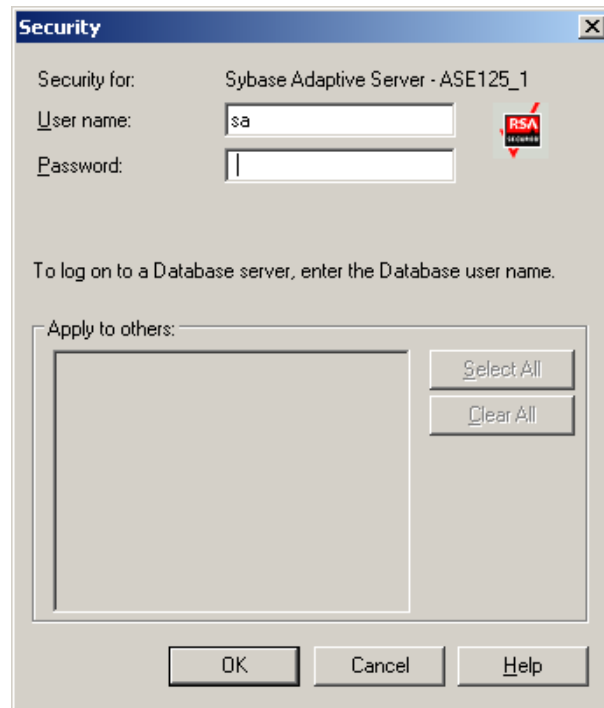 Security
Security for: Sybase Adaptive Server - ASE125_1
User name: sa
RSA
SECURED
Password:
To log on to a Database server, enter the Database user name.
Apply to others:
Select All
Clear All
OK Cancel Help